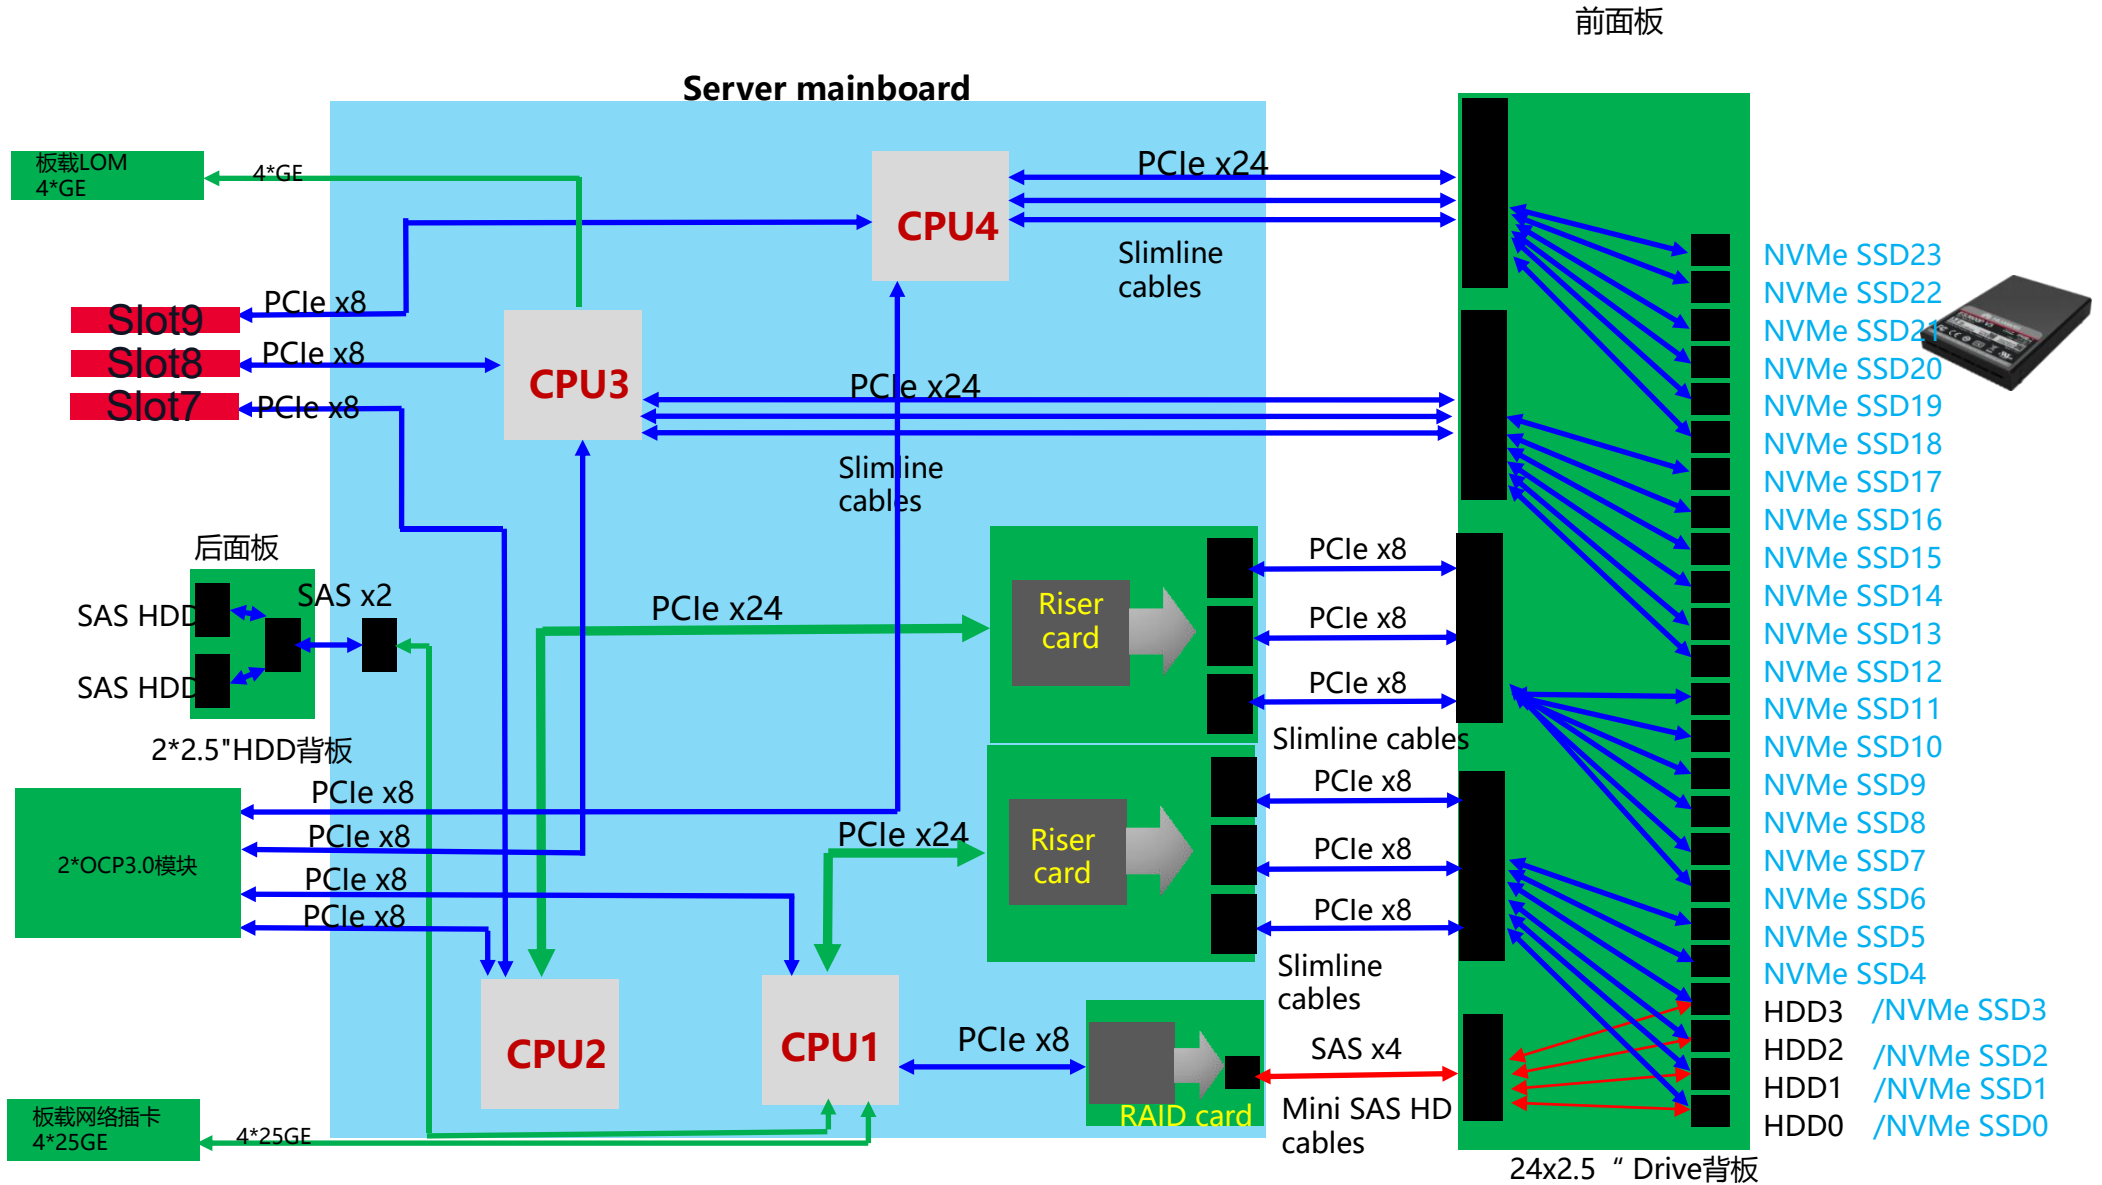 前面板
Server mainboard
板载LOM
4*GE
4*GE
CPU4
PCIe x24
Slimline
cables
PCIe x8
Slot9
PCIe x8
Slot8
PCIe x8
Slot7
CPU3
PCIe x24
Slimline
cables
后面板
SAS HDD
SAS HDD
SAS x2
2*2.5"HDD背板
PCIe x24
Riser
card
PCIe x8
PCIe x8
PCIe x8
Slimline cables
PCIe x8
PCIe x8
PCIe x8
PCIe x8
2*OCP3.0模块
PCIe x24
Riser
card
PCIe x8
PCIe x8
PCIe x8
Slimline
cables
CPU2
CPU1
PCIe x8
RAID card
SAS x4
Mini SAS HD
cables
板载网络插卡
4*25GE
4*25GE
NVMe SSD23
NVMe SSD22
NVMe SSD21
NVMe SSD20
NVMe SSD19
NVMe SSD18
NVMe SSD17
NVMe SSD16
NVMe SSD15
NVMe SSD14
NVMe SSD13
NVMe SSD12
NVMe SSD11
NVMe SSD10
NVMe SSD9
NVMe SSD8
NVMe SSD7
NVMe SSD6
NVMe SSD5
NVMe SSD4
HDD3 /NVMe SSD3
HDD2 /NVMe SSD2
HDD1 /NVMe SSD1
HDD0 /NVMe SSD0
24x2.5“ Drive背板